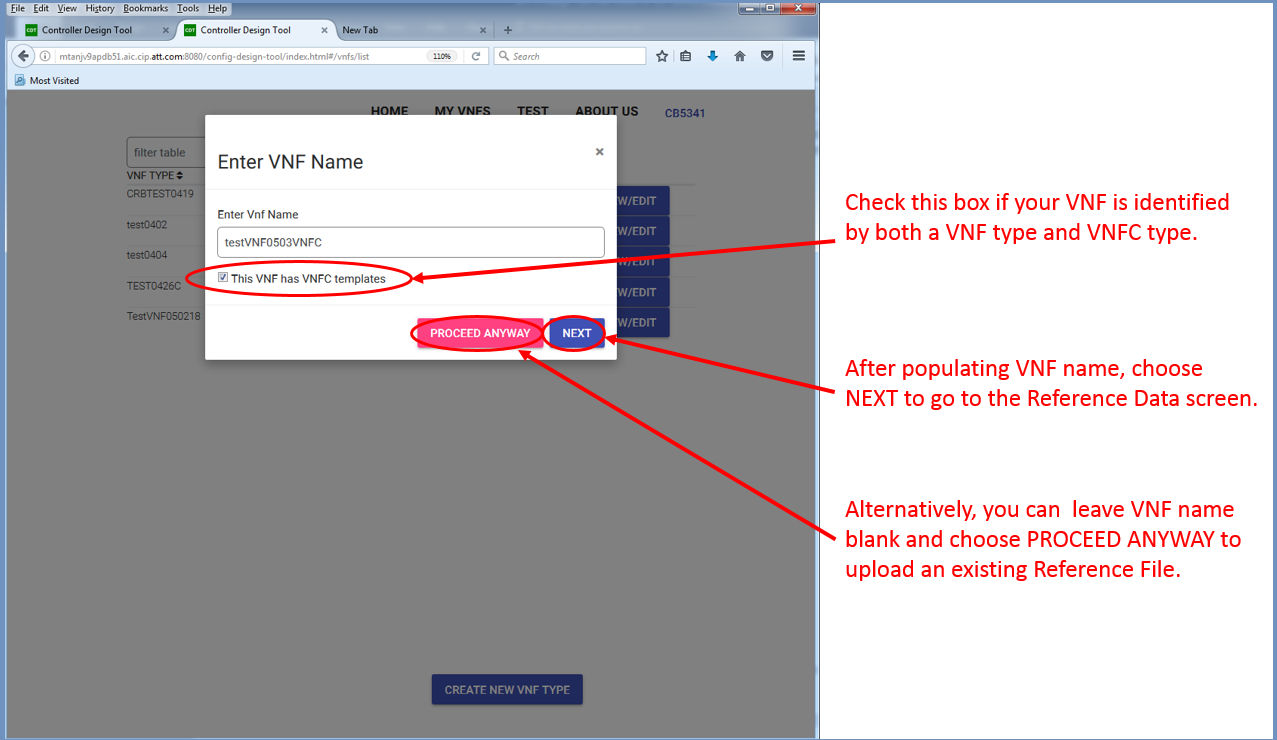 File Edit View History Bookmarks Tools Help
CDT Controller Design Tool × CDT Controller Design Tool × New Tab × +
mtanjv9apdb51.aic.cip.att.com:8080/config-design-tool/index.html#/vnfs/list 110% Search
Most Visited
HOME MY VNFS TEST ABOUT US CB5341
filter table
VNF TYPE
CRBTEST0419 W/EDIT
test0402 W/EDIT
test0404 W/EDIT
TEST0426C W/EDIT
TestVNF050218 W/EDIT
Enter VNF Name ×
Enter Vnf Name
testVNF0503VNFC
This VNF has VNFC templates
PROCEED ANYWAY NEXT
CREATE NEW VNF TYPE
Check this box if your VNF is identified
by both a VNF type and VNFC type.
After populating VNF name, choose
NEXT to go to the Reference Data screen.
Alternatively, you can leave VNF name
blank and choose PROCEED ANYWAY to
upload an existing Reference File.